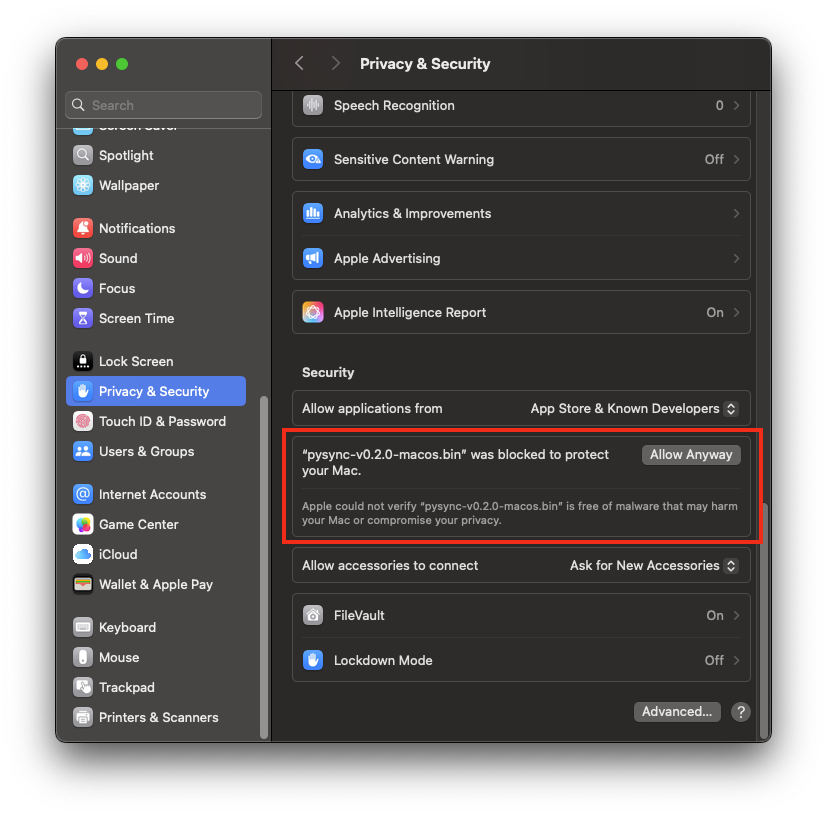 Search
Screen Saver
Spotlight
Wallpaper
Notifications
Sound
Focus
Screen Time
Lock Screen
Privacy & Security
Touch ID & Password
Users & Groups
Internet Accounts
Game Center
iCloud
Wallet & Apple Pay
Keyboard
Mouse
Trackpad
Printers & Scanners
Privacy & Security
Speech Recognition 0
Sensitive Content Warning Off
Analytics & Improvements
Apple Advertising
Apple Intelligence Report On
Security
Allow applications from App Store & Known Developers
“pysync-v0.2.0-macos.bin” was blocked to protect
your Mac.
Allow Anyway
Apple could not verify “pysync-v0.2.0-macos.bin” is free of malware that may harm
your Mac or compromise your privacy.
Allow accessories to connect Ask for New Accessories
FileVault On
Lockdown Mode Off
Advanced... ?